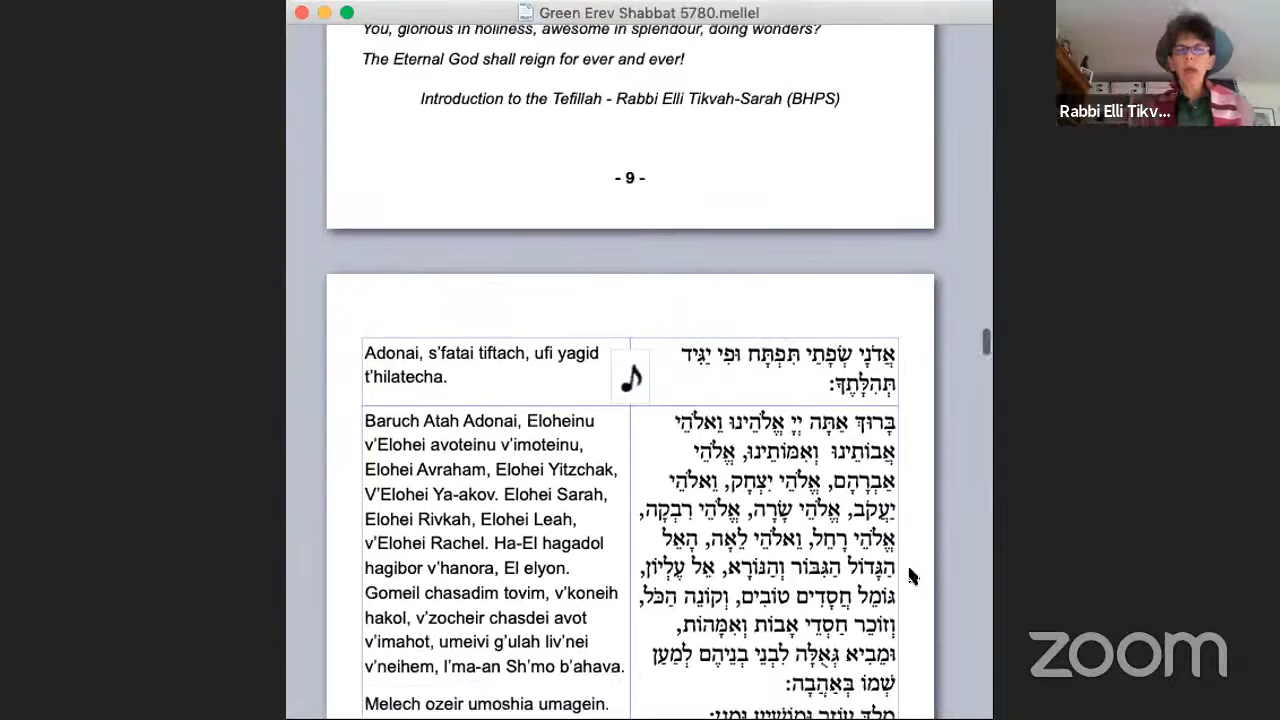 Green Erev Shabbat 5780.mellel
You, glorious in holiness, awesome in splendour, doing wonders?
The Eternal God shall reign for ever and ever!
Introduction to the Tefillah - Rabbi Elli Tikvah-Sarah (BHPS)
- 9 -
Rabbi Elli Tikv...
Adonai, s’fatai tiftach, ufi yagid
t’hilatecha.
אֲדֹנָי שְׂפָתַי תִּפְתָּח וּפִי יַגִּיד
תְּהִלָּתֶךָ:
Baruch Atah Adonai, Eloheinu
v’Elohei avoteinu v’imoteinu,
Elohei Avraham, Elohei Yitzchak,
V’Elohei Ya-akov. Elohei Sarah,
Elohei Rivkah, Elohei Leah,
v’Elohei Rachel. Ha-El hagadol
hagibor v’hanora, El elyon.
Gomeil chasadim tovim, v’koneih
hakol, v’zocheir chasdei avot
v’imahot, umeivi g’ulah liv’nei
v’neihem, l’ma-an Sh’mo b’ahava.
Melech ozeir umoshia umagein.
בָּרוּךְ אַתָּה יְיָ אֱלֹהֵינוּ וֵאלֹהֵי
אֲבוֹתֵינוּ וְאִמּוֹתֵינוּ, אֱלֹהֵי
אַבְרָהָם, אֱלֹהֵי יִצְחָק, וֵאלֹהֵי
יַעֲקֹב, אֱלֹהֵי שָׂרָה, אֱלֹהֵי רִבְקָה,
אֱלֹהֵי רָחֵל, וֵאלֹהֵי לֵאָה, הָאֵל
הַגָּדוֹל הַגִּבּוֹר וְהַנּוֹרָא, אֵל עֶלְיוֹן,
גּוֹמֵל חֲסָדִים טוֹבִים, וְקוֹנֵה הַכֹּל,
וְזוֹכֵר חַסְדֵי אָבוֹת וְאִמָּהוֹת,
וּמֵבִיא גְּאֻלָּה לִבְנֵי בְנֵיהֶם לְמַעַן
שְׁמוֹ בְּאַהֲבָה:
מֶלֶךְ עוֹזֵר וּמוֹשִׁיעַ וּמָגֵן:
zoom